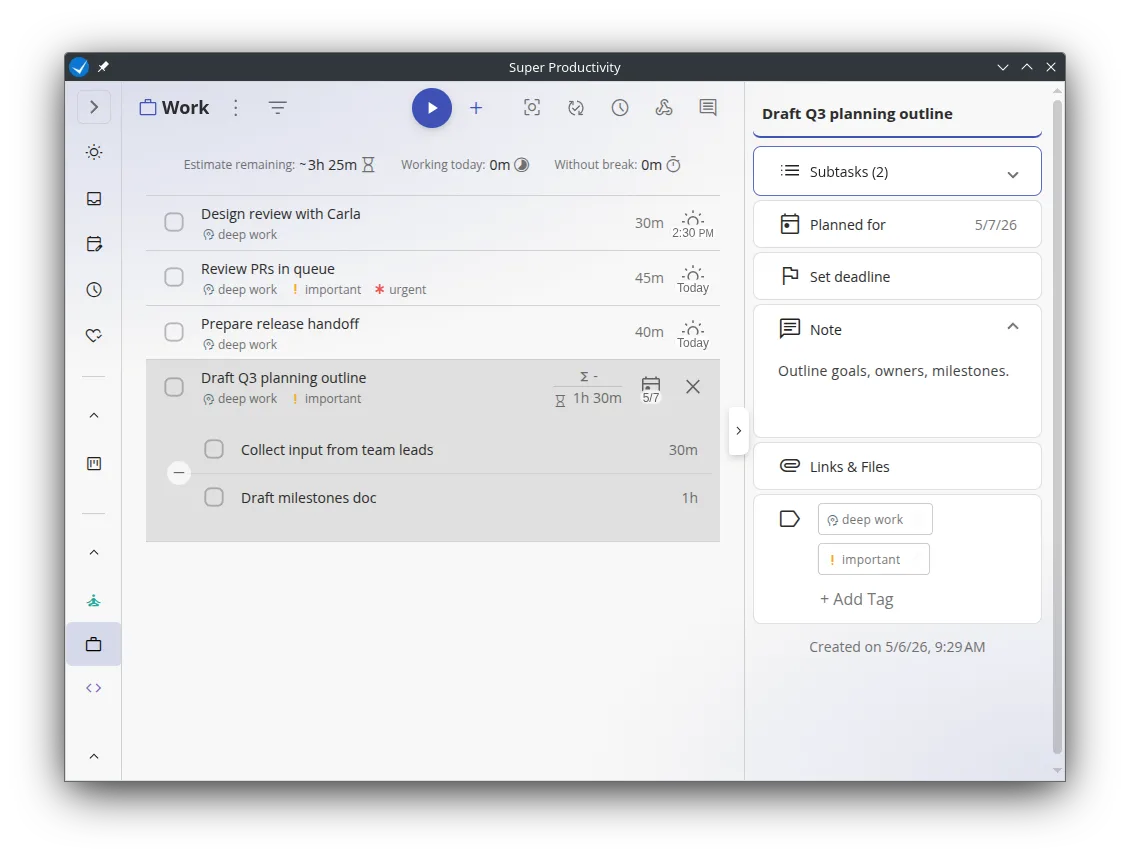 Super Productivity
Work
Estimate remaining: ~3h 25m
Working today: 0m
Without break: 0m
Design review with Carla
deep work
30m
2:30 PM
Review PRs in queue
deep work ! important * urgent
45m
Today
Prepare release handoff
deep work
40m
Today
Draft Q3 planning outline
deep work ! important
Σ -
1h 30m
5/7
Collect input from team leads
30m
Draft milestones doc
1h
Draft Q3 planning outline
Subtasks (2)
Planned for 5/7/26
Set deadline
Note
Outline goals, owners, milestones.
Links & Files
deep work
! important
+ Add Tag
Created on 5/6/26, 9:29 AM